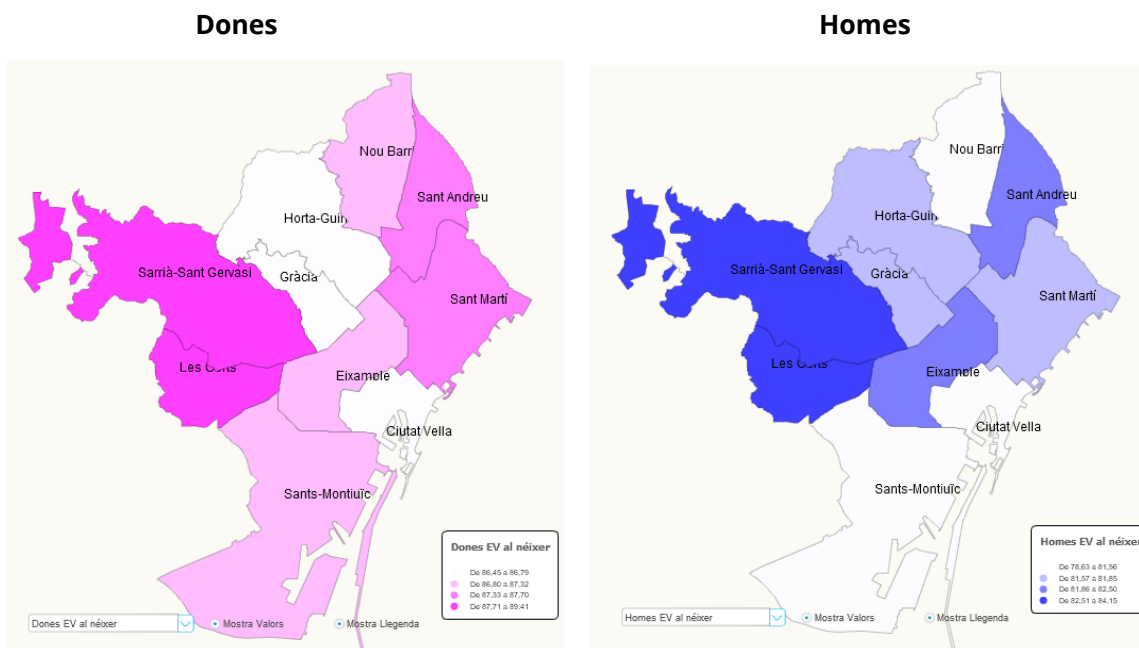 Dones
Homes
Nou Barri
Sant Andreu
Horta-Guin
Sarrià-Sant Gervasi
Gràcia
Sant Martí
Les Corts
Eixample
Ciutat Vella
Sants-Montjuïc
Dones EV al néixer
De 86,45 a 86,79
De 86,80 a 87,32
De 87,33 a 87,70
De 87,71 a 89,41
Dones EV al néixer
Mostra Valors
Mostra Llegenda
Nou Barri
Sant Andreu
Horta-Guin
Sarrià-Sant Gervasi
Gràcia
Sant Martí
Les Corts
Eixample
Ciutat Vella
Sants-Montjuïc
Homes EV al néixer
De 78,63 a 81,56
De 81,57 a 81,85
De 81,86 a 82,50
De 82,51 a 84,15
Homes EV al néixer
Mostra Valors
Mostra Llegenda